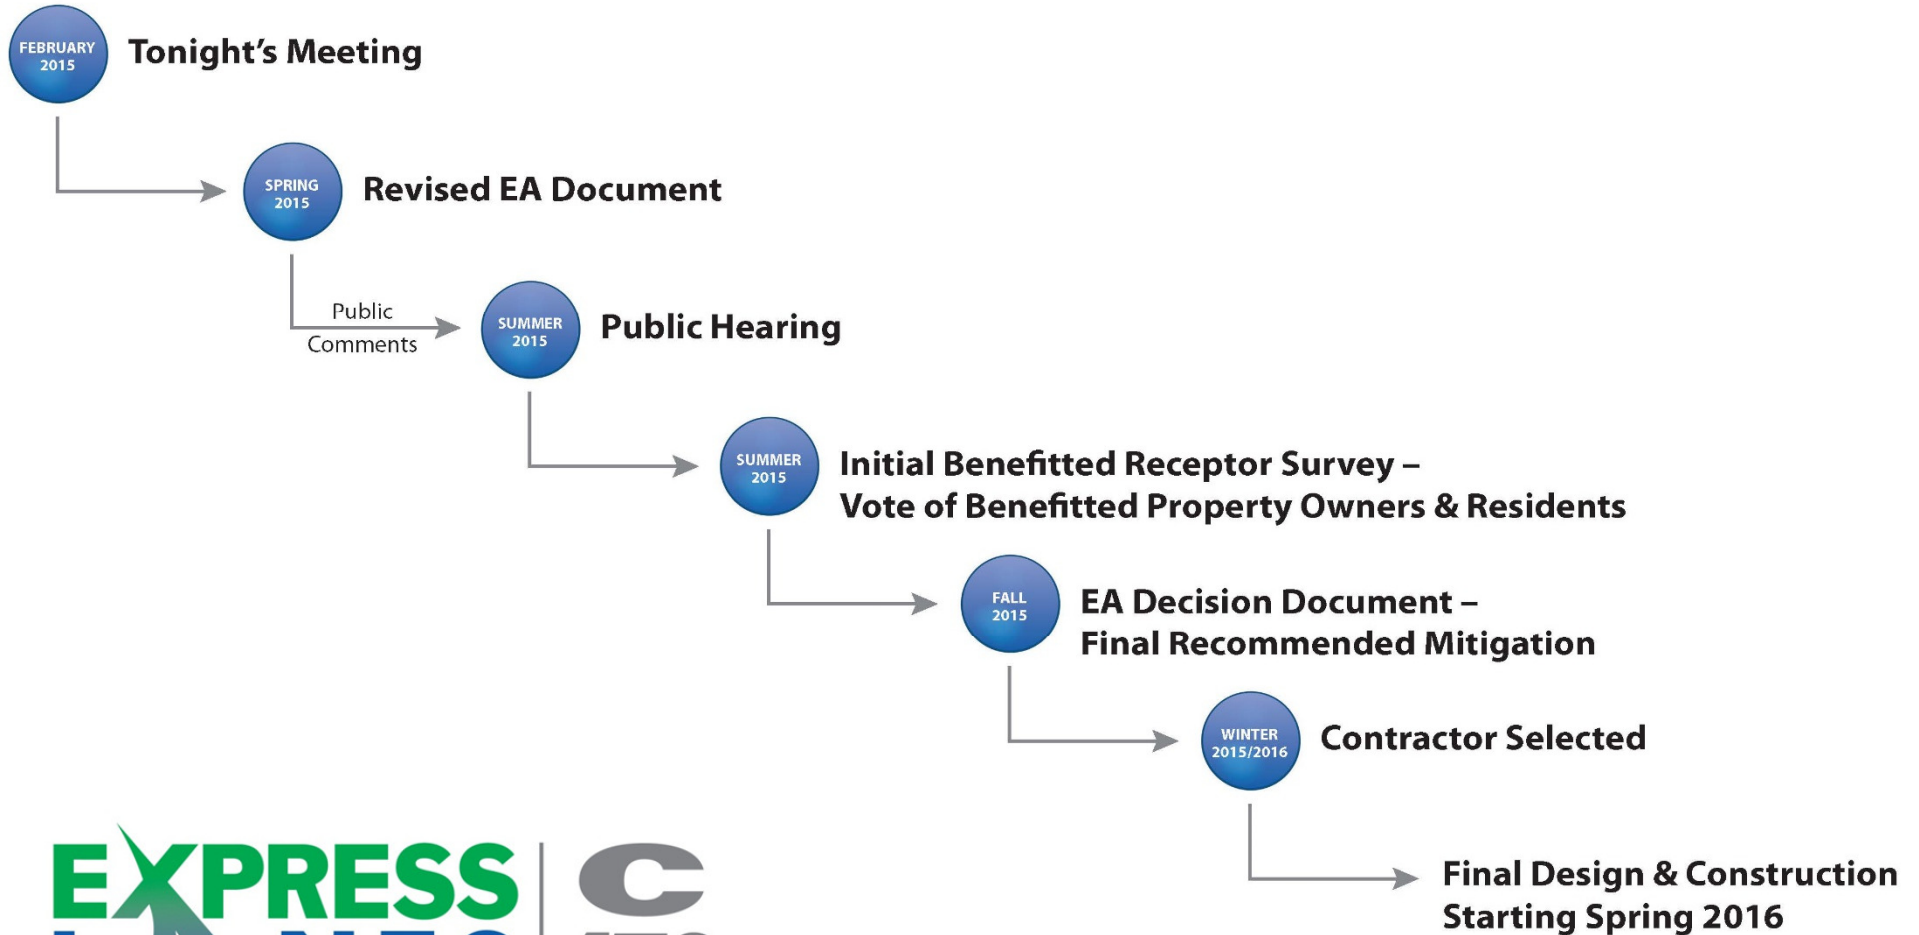 FEBRUARY
2015
Tonight's Meeting
SPRING
2015
Revised EA Document
Public
Comments
SUMMER
2015
Public Hearing
SUMMER
2015
Initial Benefitted Receptor Survey –
Vote of Benefitted Property Owners & Residents
FALL
2015
EA Decision Document –
Final Recommended Mitigation
WINTER
2015/2016
Contractor Selected
Final Design & Construction
Starting Spring 2016
EXPRESS
C